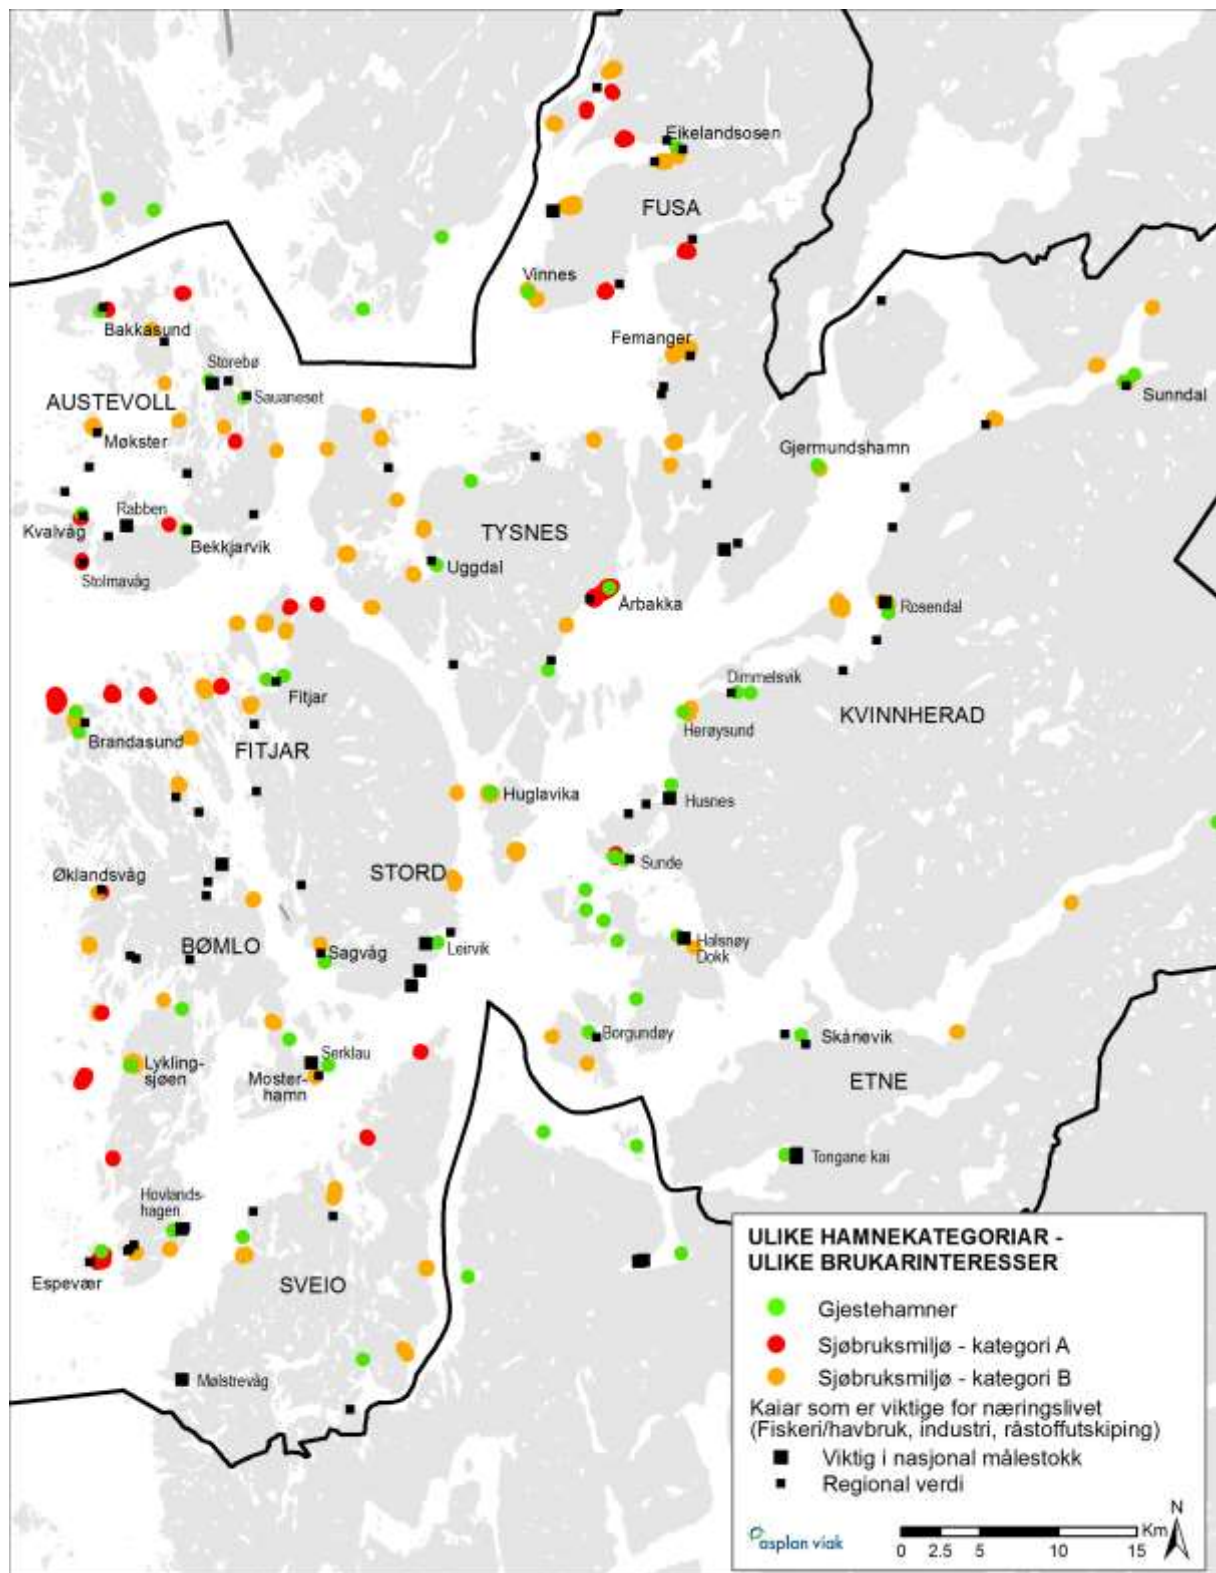 Eikelandsosen
FUSA
Vinnes
Bakkasund
Femanger
Storebø
Sunndal
AUSTEVOLL
Sauaneset
Møkster
Gjermundshamn
Rabben
TYSNES
Kvalvåg
Bekkjarvik
Uggdal
Stolmavåg
Årbakka
Rosendal
Dimmelsvik
Fitjar
KVINNHERAD
Herøysund
Brandasund
FITJAR
Huglavika
Husnes
Sunde
STORD
Øklandsvåg
BØMLO
Sagvåg
Leirvik
Halsnøy
Dokk
Borgundøy
Skånevik
Serklau
Lyklings-
sjøen
Moster-
hamn
ETNE
Tongane kai
Hovlands-
hagen
Espevær
SVEIO
Mølstrevåg
ULIKE HAMNEKATEGORIAR -
ULIKE BRUKARINTERESSER
Gjestehamner
Sjøbruksmiljø - kategori A
Sjøbruksmiljø - kategori B
Kaiar som er viktige for næringslivet
(Fiskeri/havbruk, industri, råstoffutskiping)
Viktig i nasjonal målestokk
Regional verdi
N
Km
asplan viak
0 2.5 5 10 15